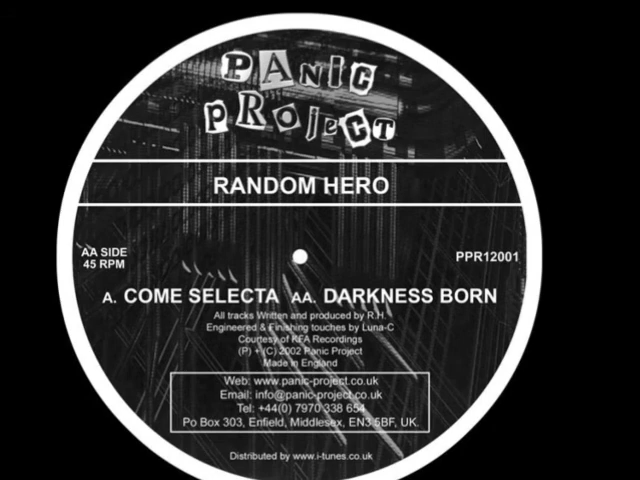 PANIC
PROJECT
RANDOM HERO
AA SIDE
45 RPM
PPR12001
A. COME SELECTA AA. DARKNESS BORN
All tracks Written and produced by R.H.
Engineered & Finishing touches by Luna-C
Courtesy of KFA Recordings
(P) + (C) 2002 Panic Project
Made in England
Web: www.panic-project.co.uk
Email: info@panic-project.co.uk
Tel: +44(0) 7970 338 654
Po Box 303, Enfield, Middlesex, EN3 5BF, UK.
Distributed by www.i-tunes.co.uk